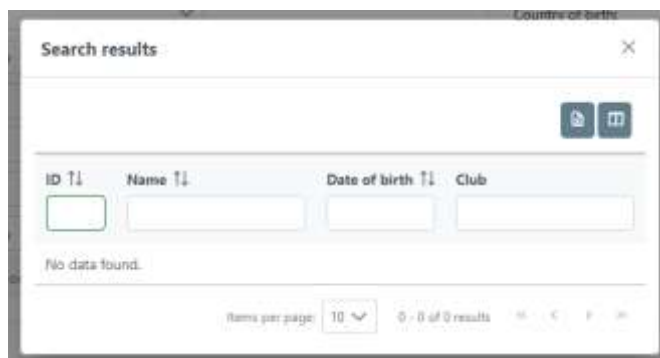 Country of birth
Search results
ID Name Date of birth Club
No data found.
Items per page: 10 0 - 0 of 0 results